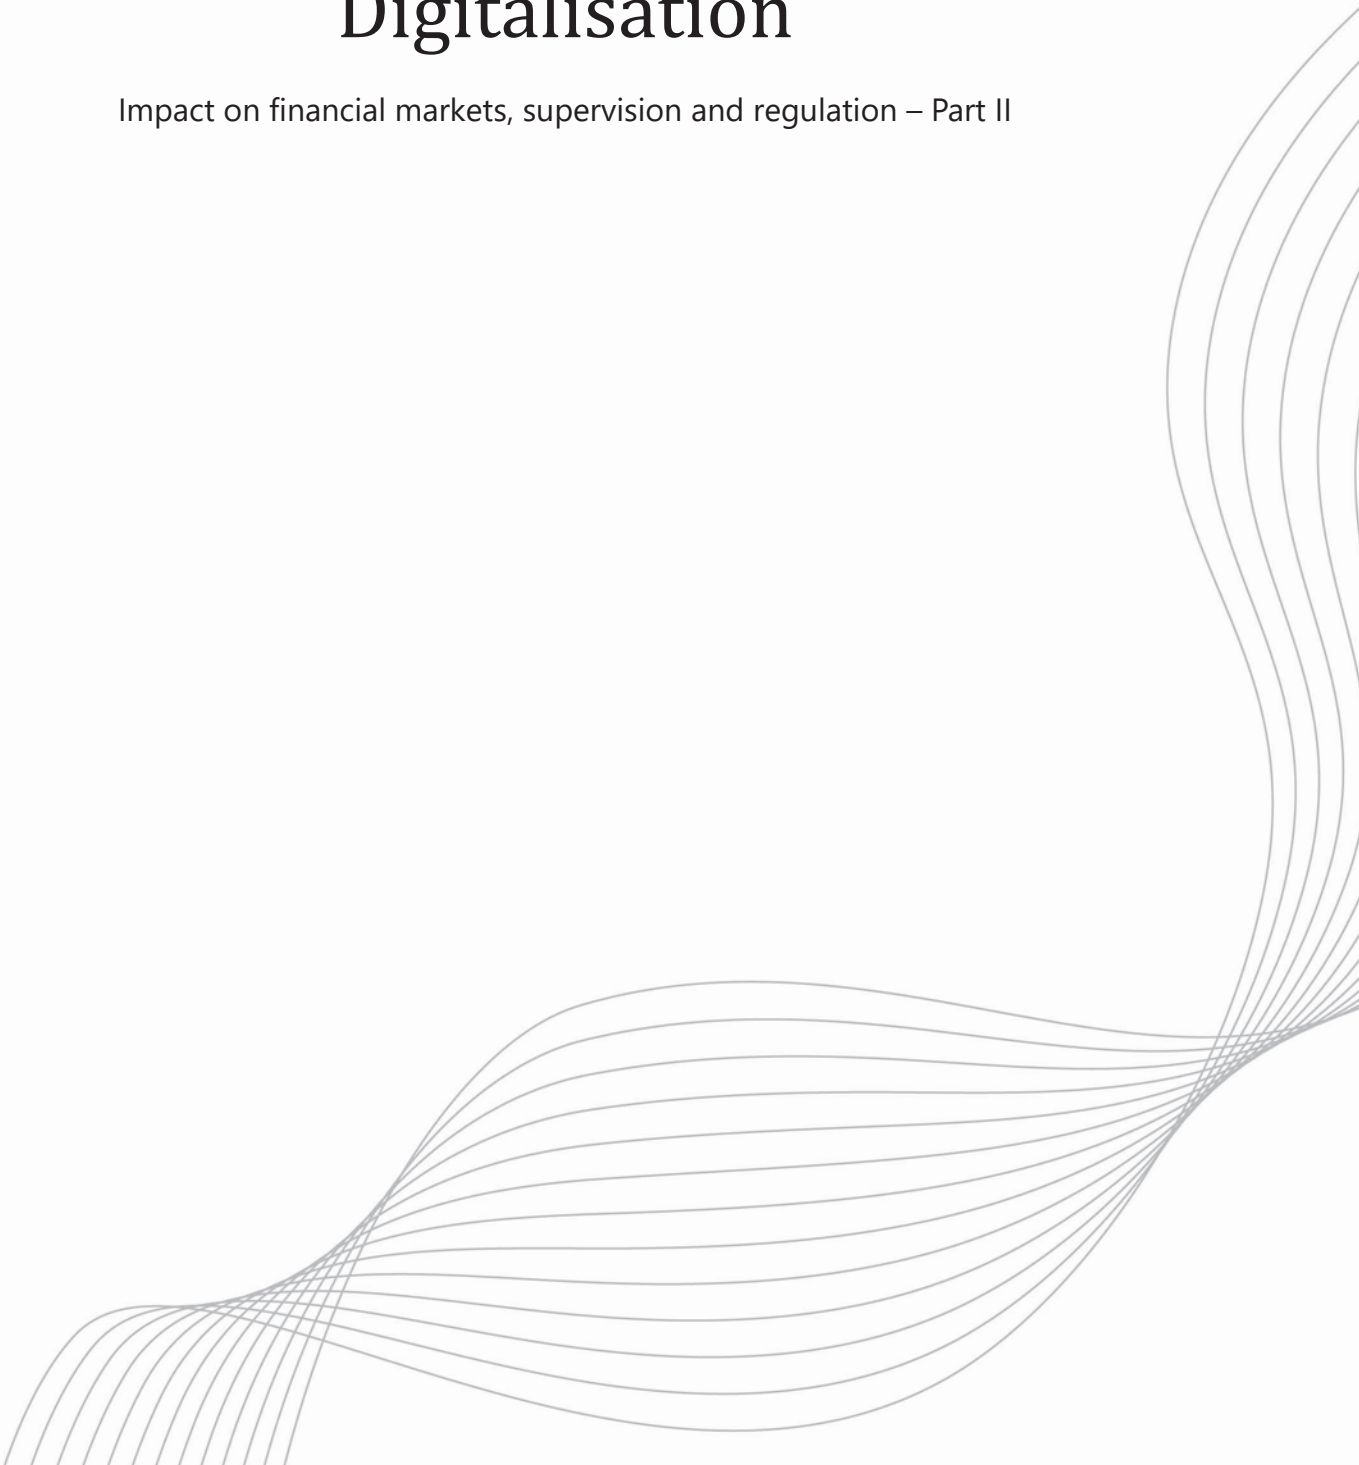 Digitalisation
Impact on financial markets, supervision and regulation – Part II